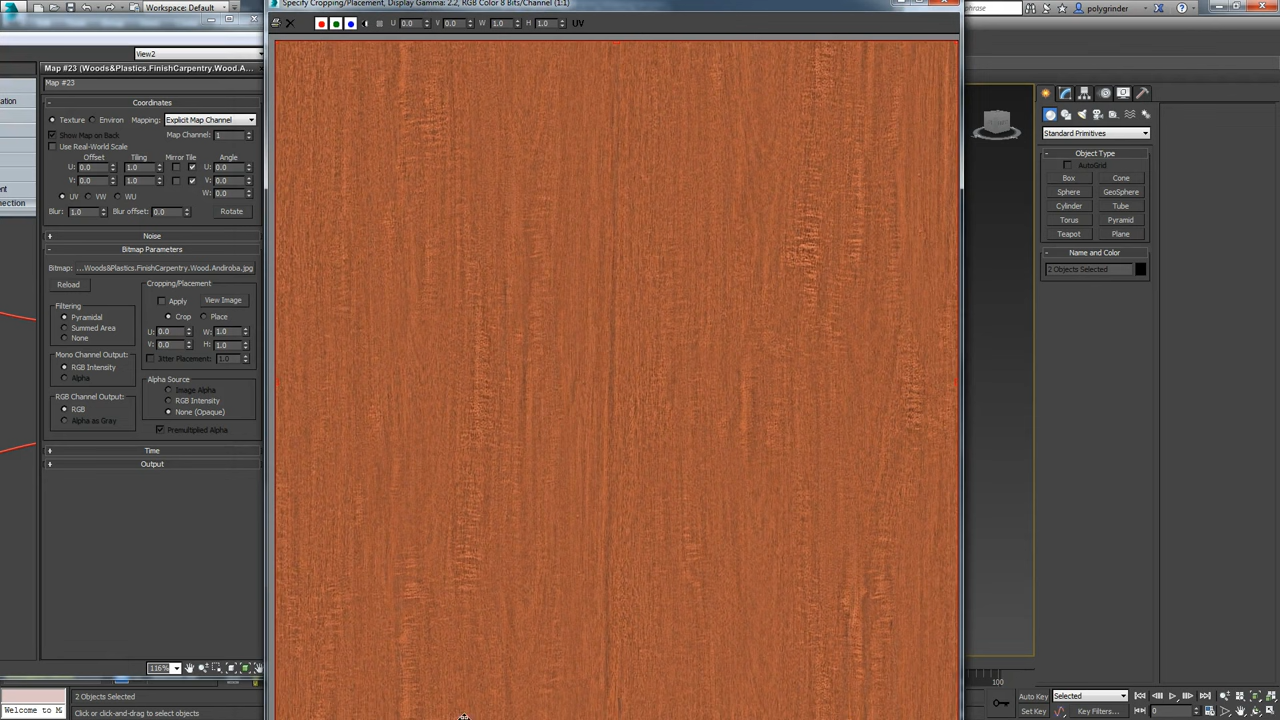 Workspace: Default
Specify Cropping/Placement, Display Gamma: 2.2, RGB Color 8 Bits/Channel (1:1)
polygrinder
U 0.0 V 0.0 W 1.0 H 1.0 UV
View2
Map #23 (Woods&Plastics.FinishCarpentry.Wood.A...
Map #23
- Coordinates
Texture Environ Mapping: Explicit Map Channel
Show Map on Back Map Channel: 1
Use Real-World Scale
Offset Tiling Mirror Tile Angle
U: 0.0 1.0 U: 0.0
V: 0.0 1.0 V: 0.0
W: 0.0
UV VW WU
Blur: 1.0 Blur offset: 0.0 Rotate
+ Noise
- Bitmap Parameters
Bitmap: ...Woods&Plastics.FinishCarpentry.Wood.Andiroba.jpg
Reload
Cropping/Placement
Apply View Image
Crop Place
U: 0.0 W: 1.0
V: 0.0 H: 1.0
Jitter Placement: 1.0
Filtering
Pyramidal
Summed Area
None
Mono Channel Output:
RGB Intensity
Alpha
RGB Channel Output:
RGB
Alpha as Gray
Alpha Source
Image Alpha
RGB Intensity
None (Opaque)
Premultiplied Alpha
+ Time
+ Output
116%
2 Objects Selected
Welcome to M
Click or click-and-drag to select objects
Standard Primitives
- Object Type
AutoGrid
Box Cone
Sphere GeoSphere
Cylinder Tube
Torus Pyramid
Teapot Plane
- Name and Color
2 Objects Selected
100
Auto Key Selected
Set Key Key Filters... 0